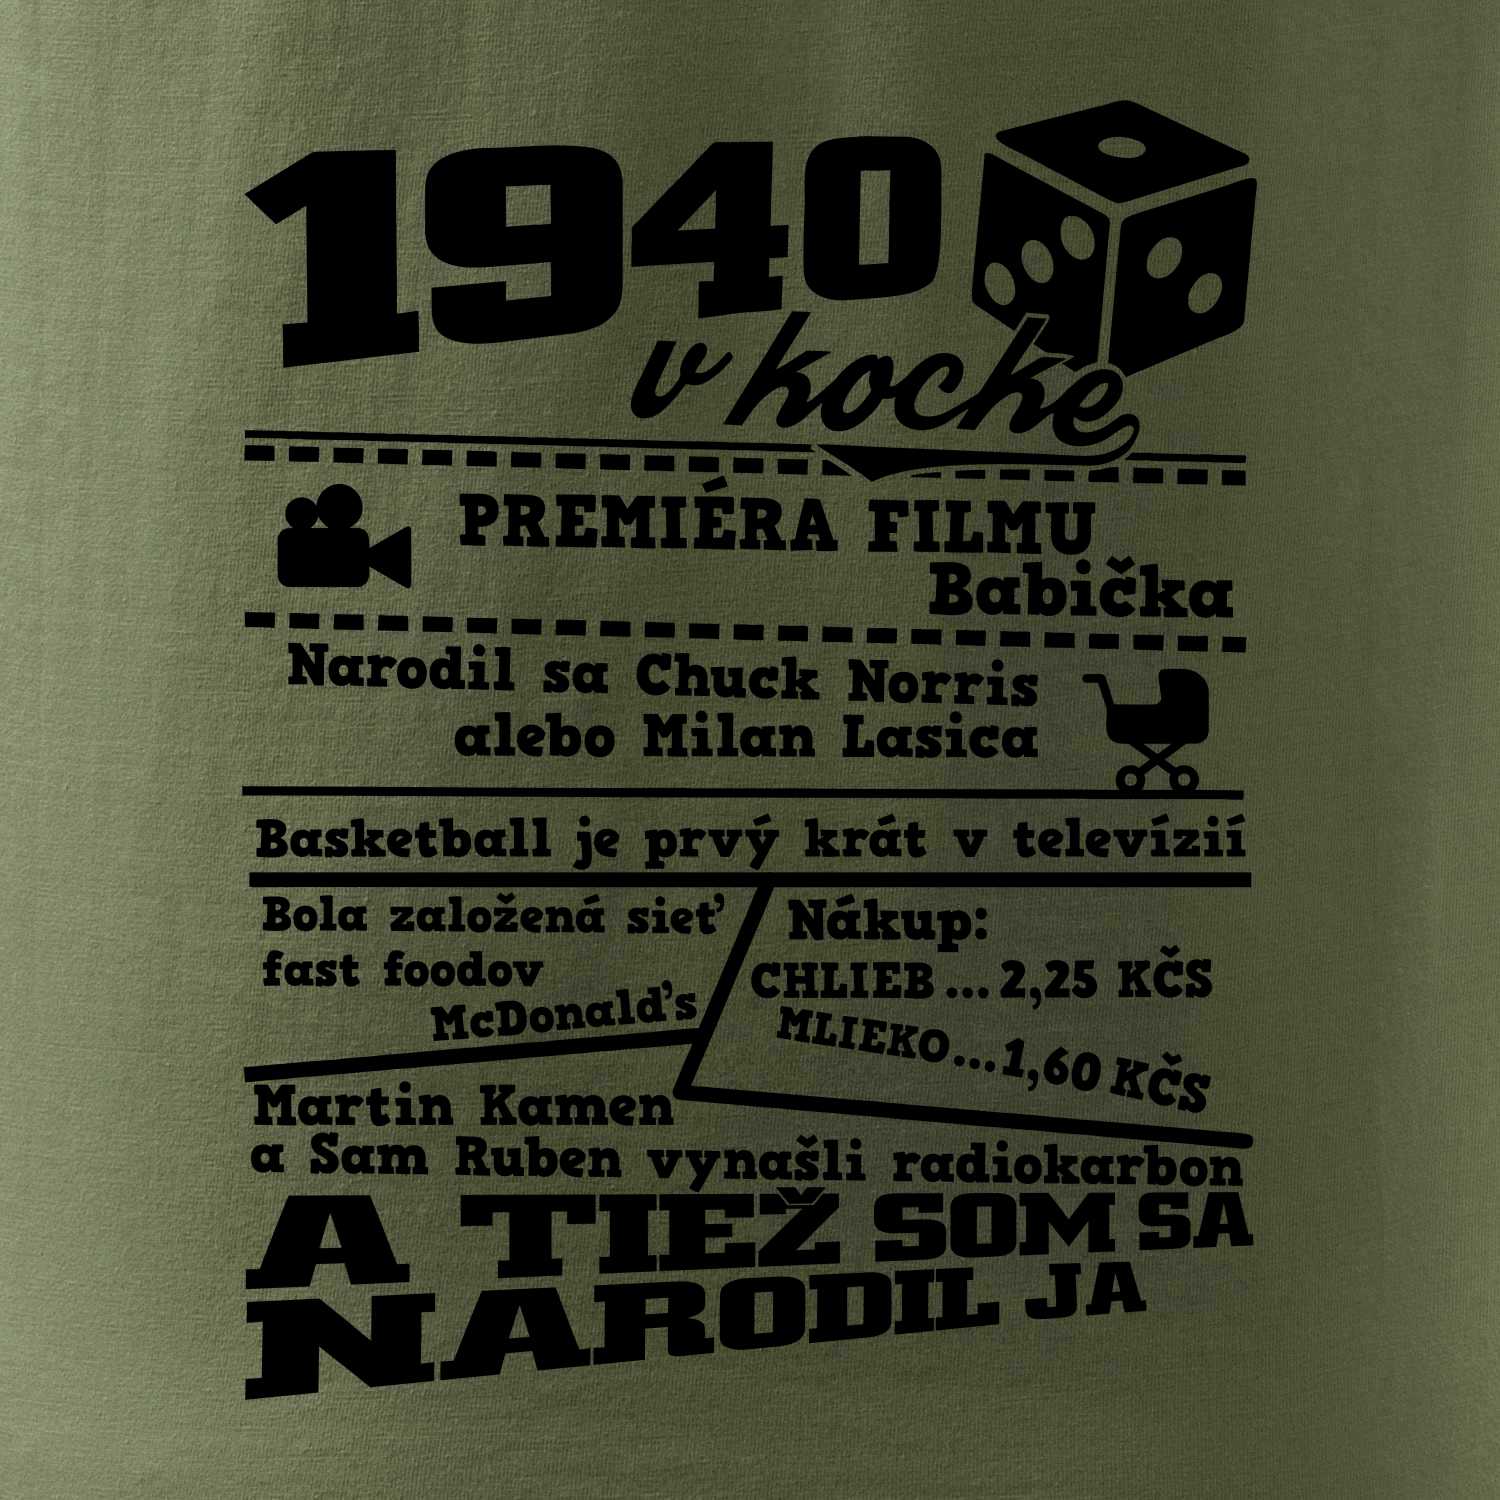 1940
v kocke
PREMIÉRA FILMU
Babička
Narodil sa Chuck Norris
alebo Milan Lasica
Basketball je prvý krát v televízií
Bola založená sieť
fast foodov
McDonald's
Nákup:
CHLIEB...2,25 KČS
MLIEKO...1,60 KČS
Martin Kamen
a Sam Ruben vynašli radiokarbon
A TIEŽ SOM SA
NARODIL JA